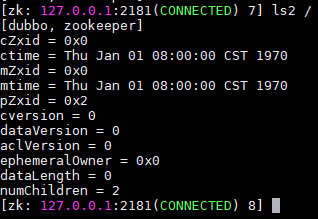 [zk: 127.0.0.1:2181(CONNECTED) 7] ls2 /
[dubbo, zookeeper]
cZxid = 0x0
ctime = Thu Jan 01 08:00:00 CST 1970
mZxid = 0x0
mtime = Thu Jan 01 08:00:00 CST 1970
pZxid = 0x2
cversion = 0
dataVersion = 0
aclVersion = 0
ephemeralOwner = 0x0
dataLength = 0
numChildren = 2
[zk: 127.0.0.1:2181(CONNECTED) 8]